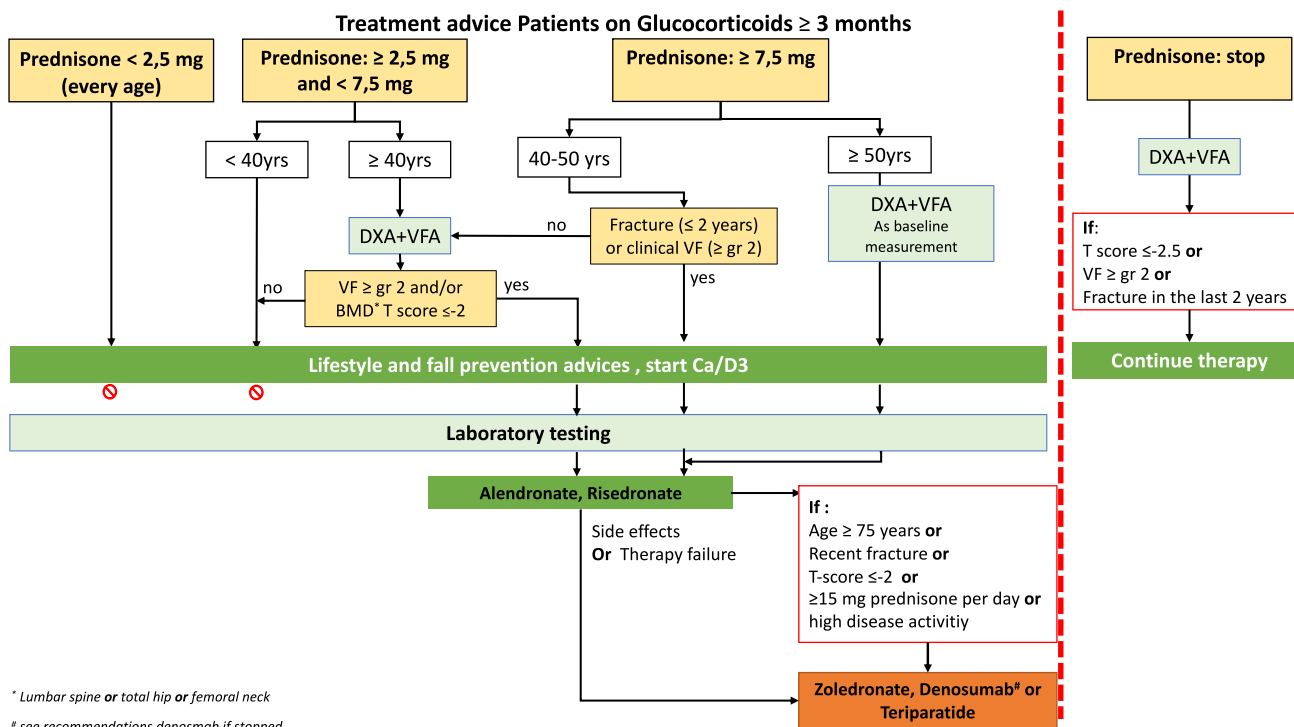 Treatment advice Patients on Glucocorticoids ≥ 3 months
Prednisone < 2,5 mg
(every age)
Prednisone: ≥ 2,5 mg
and < 7,5 mg
Prednisone: ≥ 7,5 mg
Prednisone: stop
< 40yrs
≥ 40yrs
40-50 yrs
≥ 50yrs
DXA+VFA
DXA+VFA
As baseline
measurement
Fracture (≤ 2 years)
or clinical VF (≥ gr 2)
no
DXA+VFA
yes
If:
T score ≤-2.5 or
VF ≥ gr 2 or
Fracture in the last 2 years
VF ≥ gr 2 and/or
BMD* T score ≤-2
no
yes
Lifestyle and fall prevention advices , start Ca/D3
Continue therapy
Laboratory testing
Alendronate, Risedronate
Side effects
Or Therapy failure
If :
Age ≥ 75 years or
Recent fracture or
T-score ≤-2 or
≥15 mg prednisone per day or
high disease activitiy
Zoledronate, Denosumab# or
Teriparatide
* Lumbar spine or total hip or femoral neck
# see recommendations denosmab if stopped